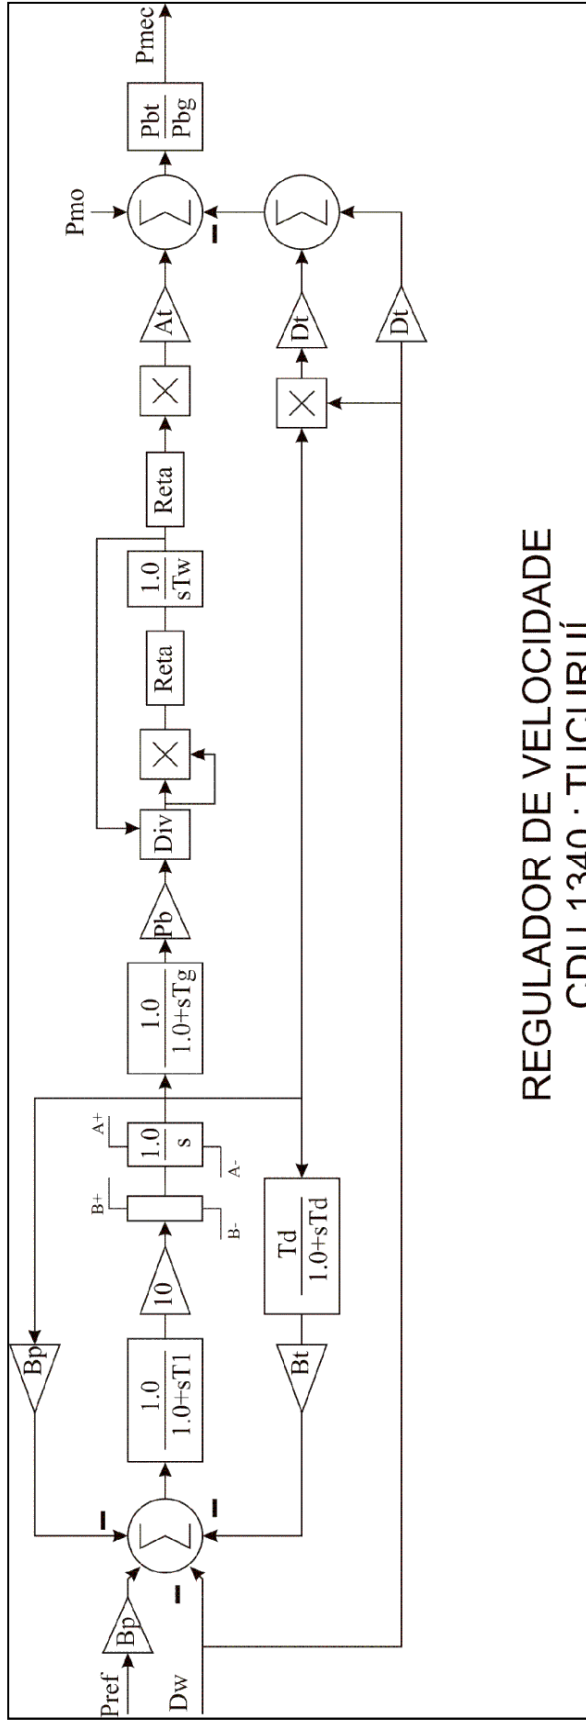 Pref
Bp
Dw
Σ
Bp
1.0
1.0+sT1
10
B+
B-
1.0
s
A+
A-
Td
1.0+sTd
Bt
1.0
1.0+sTg
Pb
Div
×
Reta
1.0
sTw
Reta
×
At
×
Dt
Dt
Pmo
Σ
Σ
Pbt
Pbg
Pmec
REGULADOR DE VELOCIDADE
CDU 1340 : TUCURUÍ